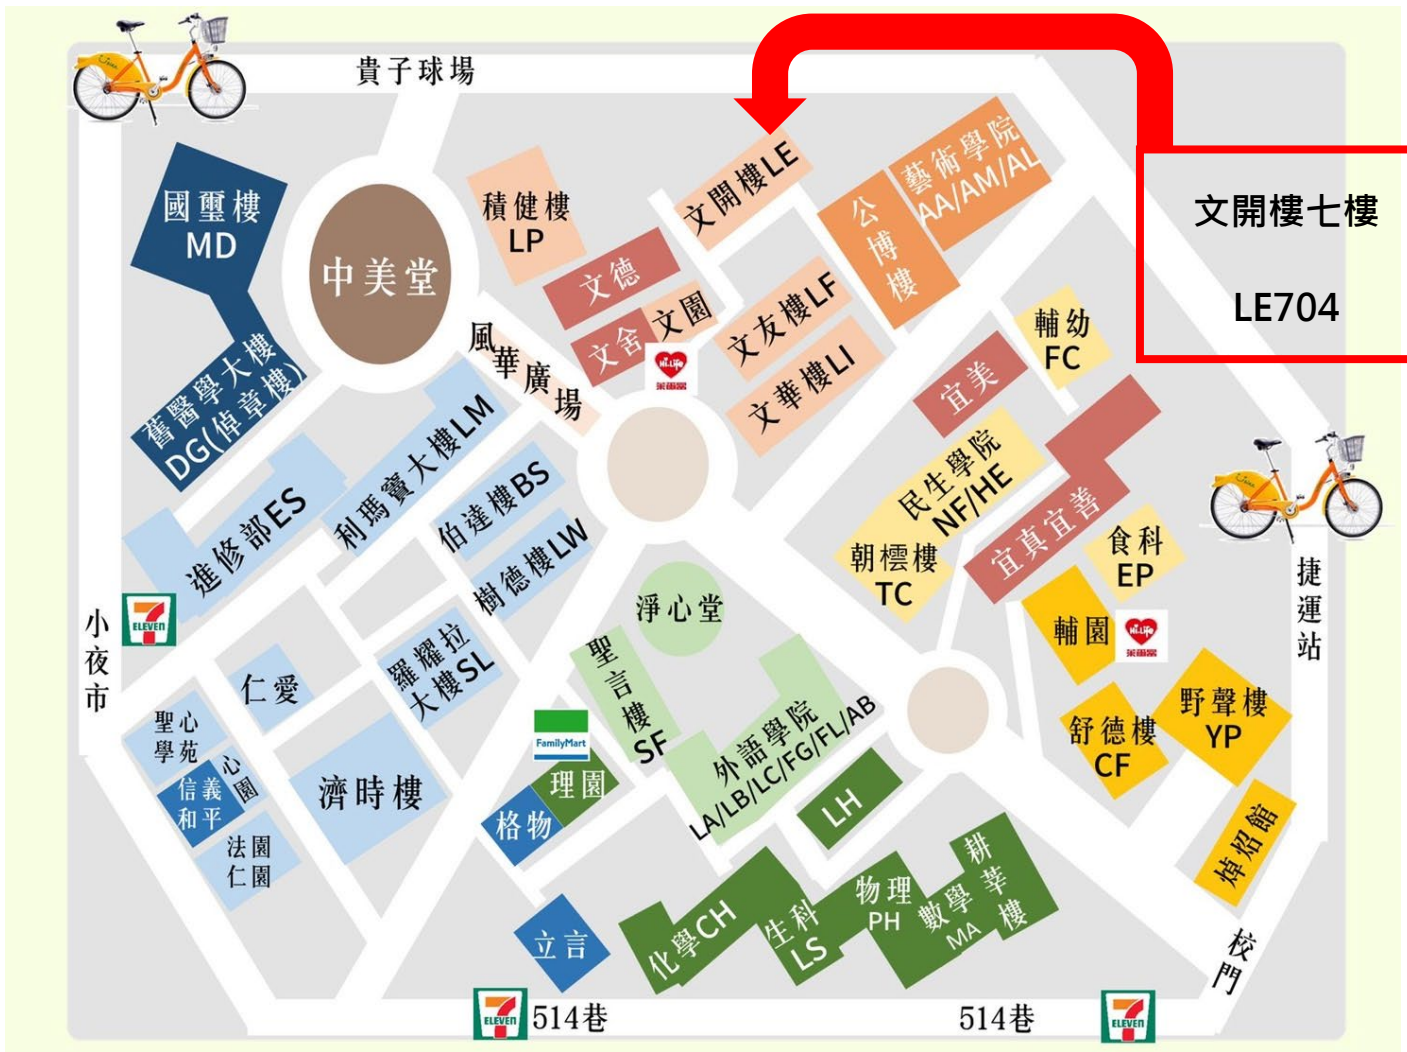 貴子球場
文開樓七樓
LE704
國璽樓
MD
中美堂
積健樓
LP
文開樓LE
藝術學院
AA/AM/AL
公博樓
文德
文舍
文園
Hi-Life
萊爾富
文友樓LF
文華樓LI
輔幼
FC
宜美
風華廣場
舊醫學大樓
DG(倬章樓)
利瑪竇大樓LM
進修部ES
伯達樓BS
樹德樓LW
民生學院
NF/HE
宜真宜善
朝橒樓
TC
食科
EP
捷運站
小夜市
ELEVEN
淨心堂
輔園
Hi-Life
萊爾富
羅耀拉
大樓SL
聖言樓
SF
仁愛
野聲樓
YP
舒德樓
CF
聖心
學苑
心園
信義
和平
法園
仁園
濟時樓
FamilyMart
理園
格物
外語學院
LA/LB/LC/FG/FL/AB
LH
焯炤館
耕莘樓
物理
PH
數學
MA
生科
LS
化學CH
立言
校門
ELEVEN
514巷
514巷
ELEVEN